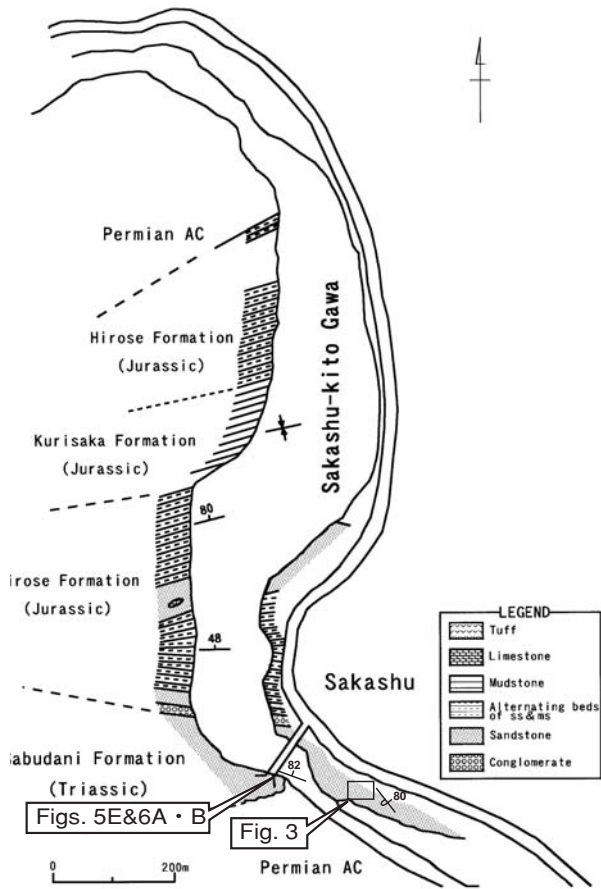 Permian AC
Hirose Formation
(Jurassic)
Sakashu-kito Gawa
Kurisaka Formation
(Jurassic)
80
irose Formation
(Jurassic)
48
Sakashu
LEGEND
Tuff
Limestone
Mudstone
Alternating beds
of ss&ms
Sandstone
Conglomerate
abudani Formation
(Triassic)
82
80
Figs. 5E&6A・B
Fig. 3
Permian AC
0
200m